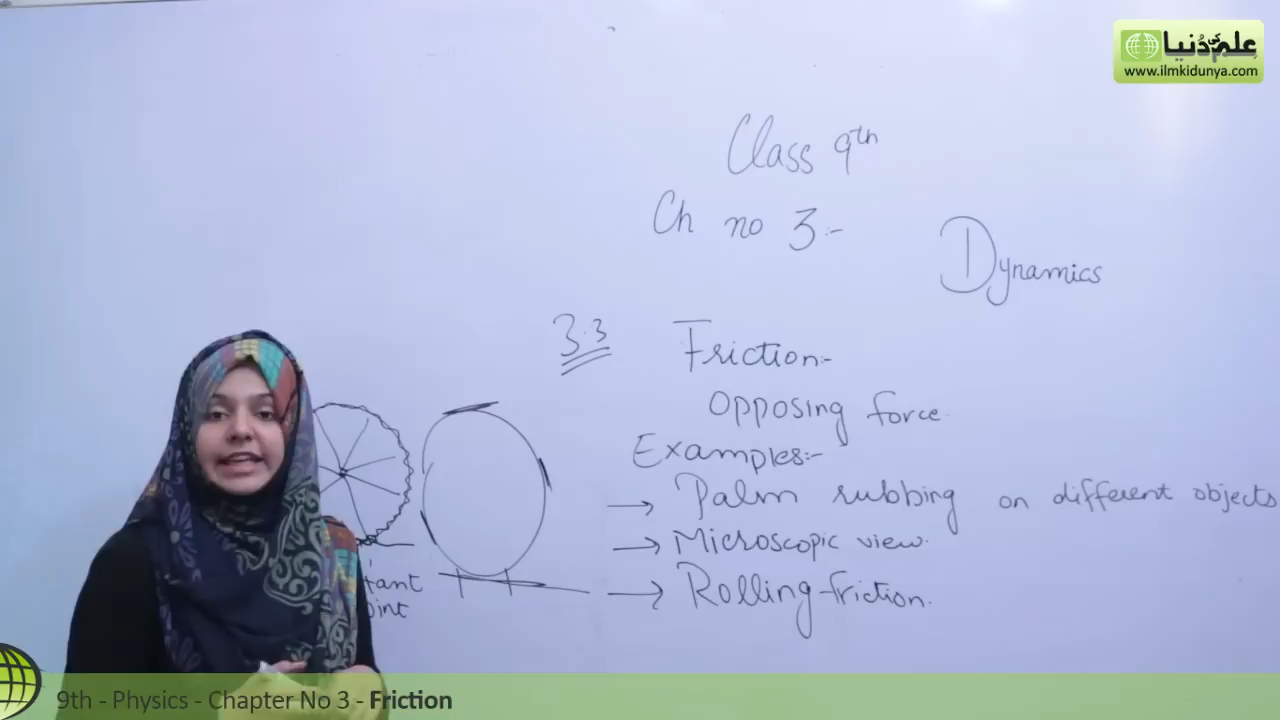 علم کی دُنیا
www.ilmkidunya.com
Class 9th
Ch no 3:-
Dynamics
3.3 Friction:-
Opposing force.
Examples:-
→ Palm rubbing on different objects
→ Microscopic view.
→ Rolling friction.
9th - Physics - Chapter No 3 - Friction